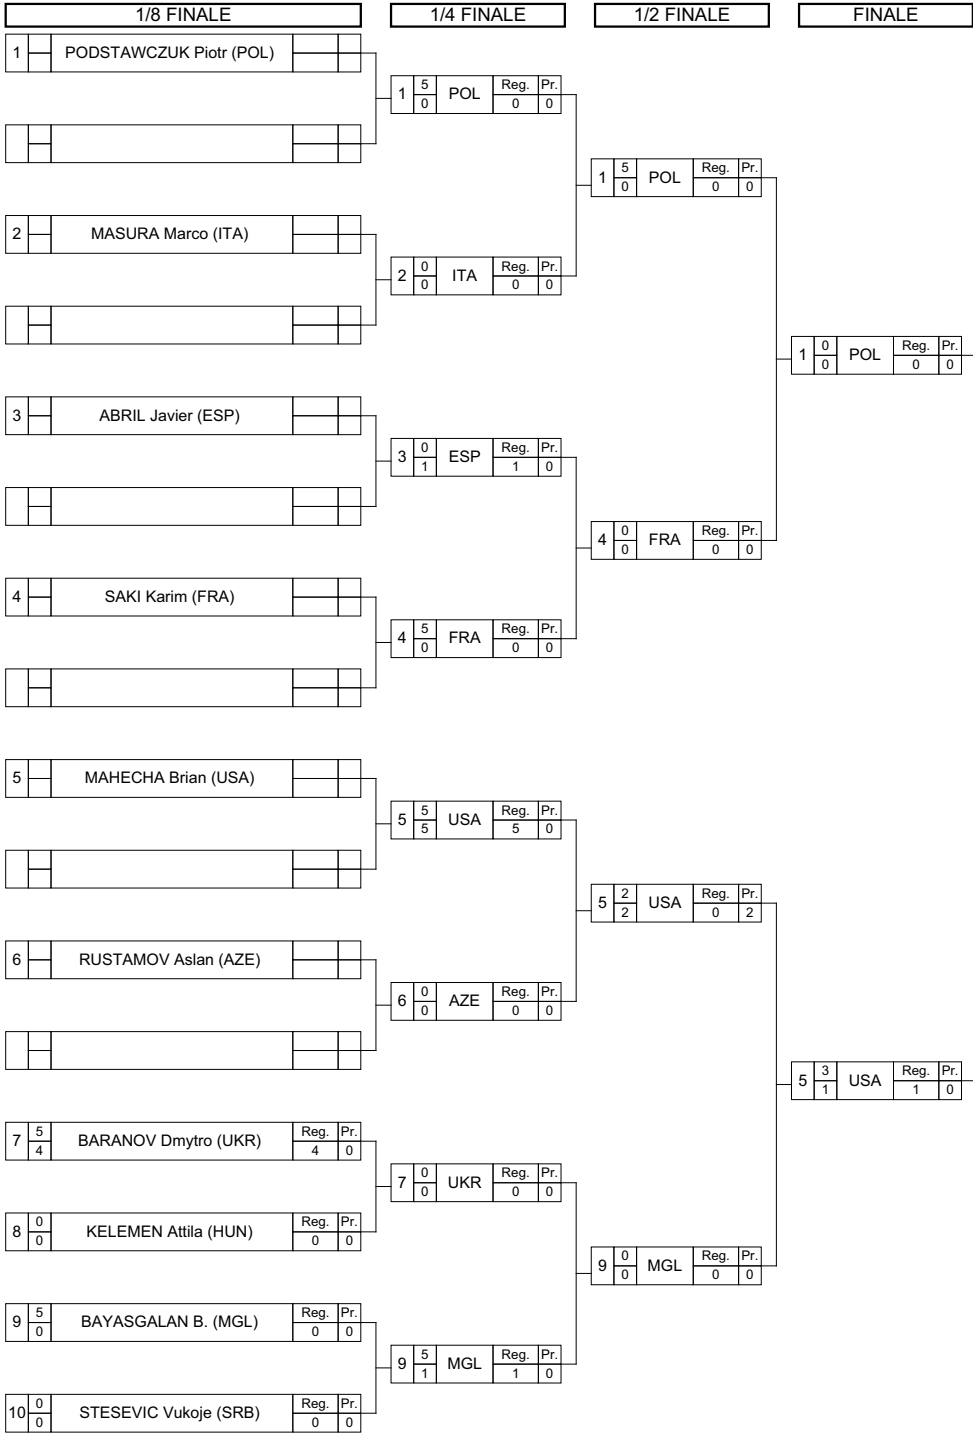 1/8 FINALE 1/4 FINALE 1/2 FINALE FINALE
1 PODSTAWCZUK Piotr (POL)
1 5 0 POL Reg. 0 Pr. 0
1 5 0 POL Reg. 0 Pr. 0
2 MASURA Marco (ITA)
2 0 0 ITA Reg. 0 Pr. 0
1 0 0 POL Reg. 0 Pr. 0
3 ABRIL Javier (ESP)
3 0 1 ESP Reg. 1 Pr. 0
4 0 0 FRA Reg. 0 Pr. 0
4 SAKI Karim (FRA)
4 5 0 FRA Reg. 0 Pr. 0
5 MAHECHA Brian (USA)
5 5 5 USA Reg. 5 Pr. 0
5 2 2 USA Reg. 0 Pr. 2
6 RUSTAMOV Aslan (AZE)
6 0 0 AZE Reg. 0 Pr. 0
5 3 1 USA Reg. 1 Pr. 0
7 5 4 BARANOV Dmytro (UKR) Reg. 4 Pr. 0
7 0 0 UKR Reg. 0 Pr. 0
8 0 0 KELEMEN Attila (HUN) Reg. 0 Pr. 0
9 0 0 MGL Reg. 0 Pr. 0
9 5 0 BAYASGALAN B. (MGL) Reg. 0 Pr. 0
9 5 1 MGL Reg. 1 Pr. 0
10 0 0 STESEVIC Vukoje (SRB) Reg. 0 Pr. 0